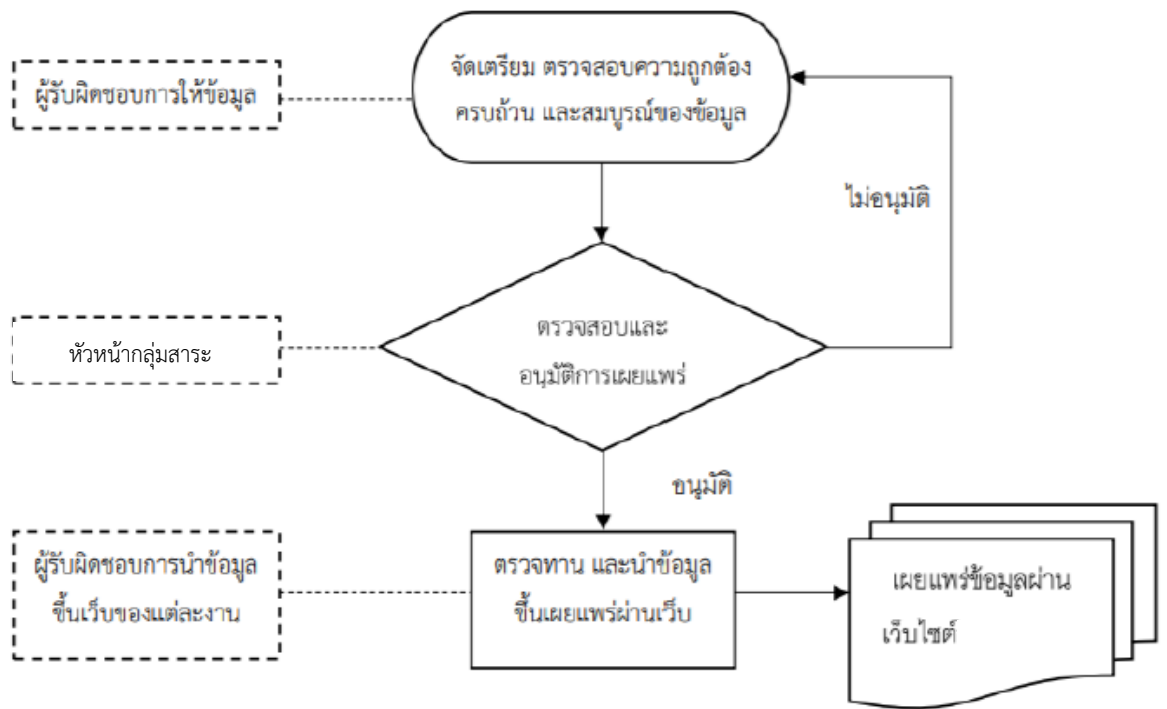 จัดเตรียม ตรวจสอบความถูกต้อง
ครบถ้วน และสมบูรณ์ของข้อมูล
ผู้รับผิดชอบการให้ข้อมูล
ไม่อนุมัติ
ตรวจสอบและ
อนุมัติการเผยแพร่
หัวหน้ากลุ่มสาระ
อนุมัติ
ผู้รับผิดชอบการนำข้อมูล
ขึ้นเว็บของแต่ละงาน
ตรวจทาน และนำข้อมูล
ขึ้นเผยแพร่ผ่านเว็บ
เผยแพร่ข้อมูลผ่าน
เว็บไซต์